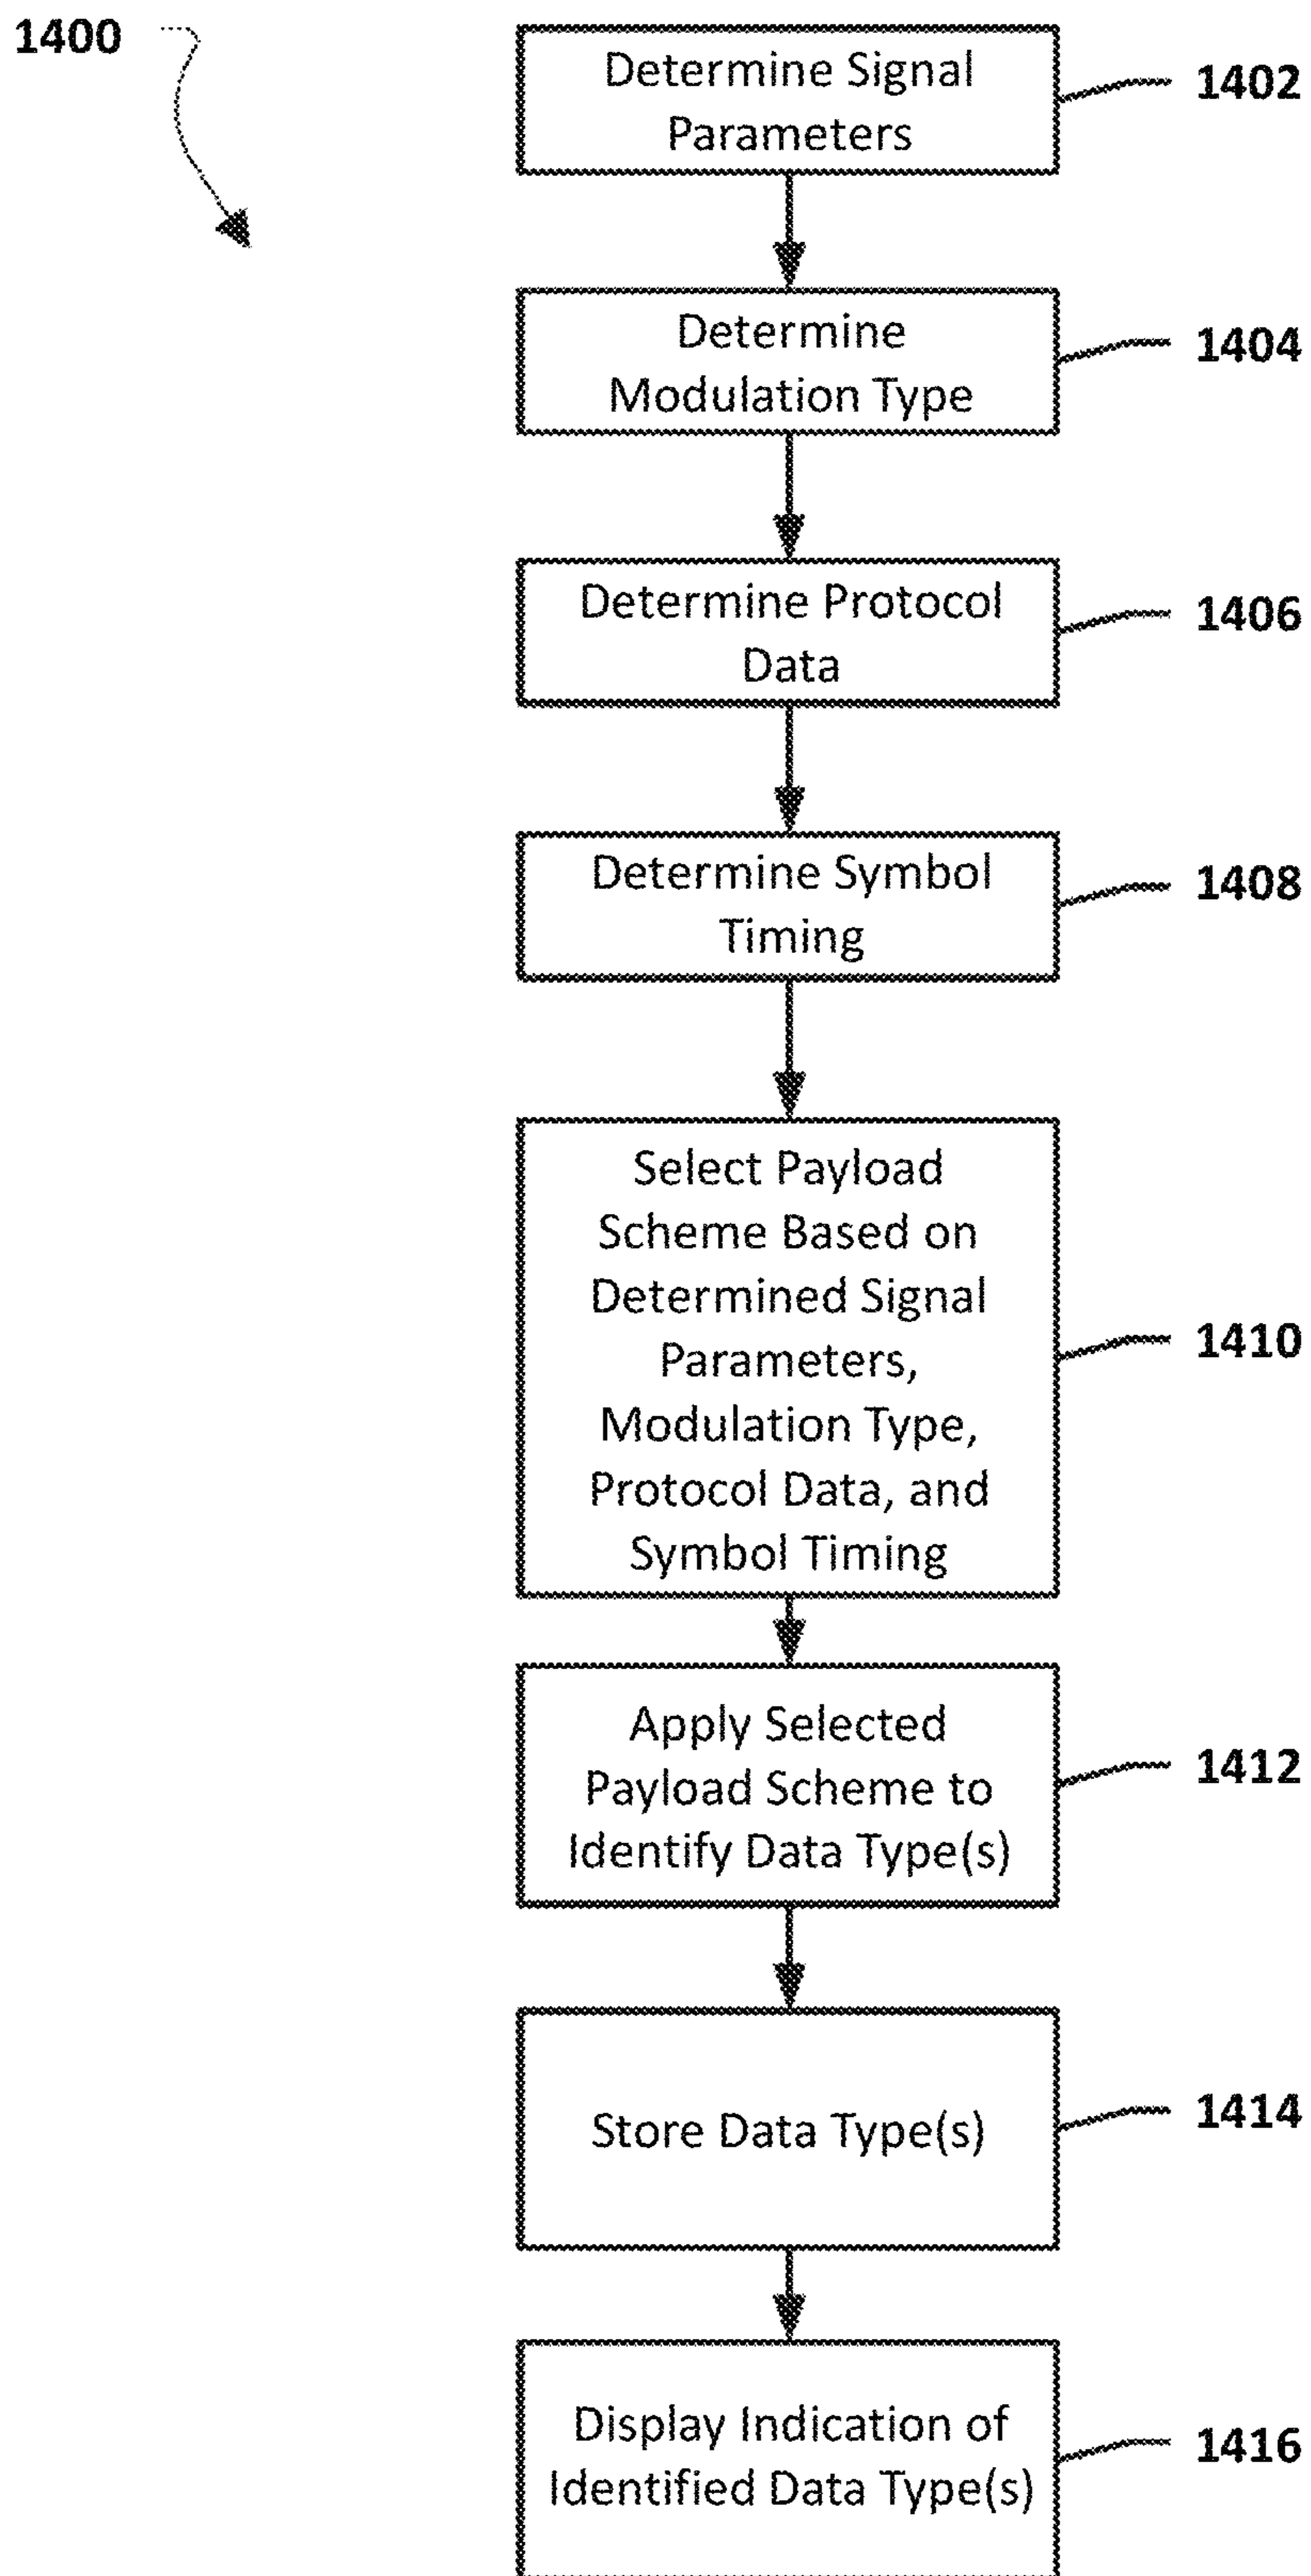 1400
Determine Signal
Parameters
1402
Determine
Modulation Type
1404
Determine Protocol
Data
1406
Determine Symbol
Timing
1408
Select Payload
Scheme Based on
Determined Signal
Parameters,
Modulation Type,
Protocol Data, and
Symbol Timing
1410
Apply Selected
Payload Scheme to
Identify Data Type(s)
1412
Store Data Type(s)
1414
Display Indication of
Identified Data Type(s)
1416